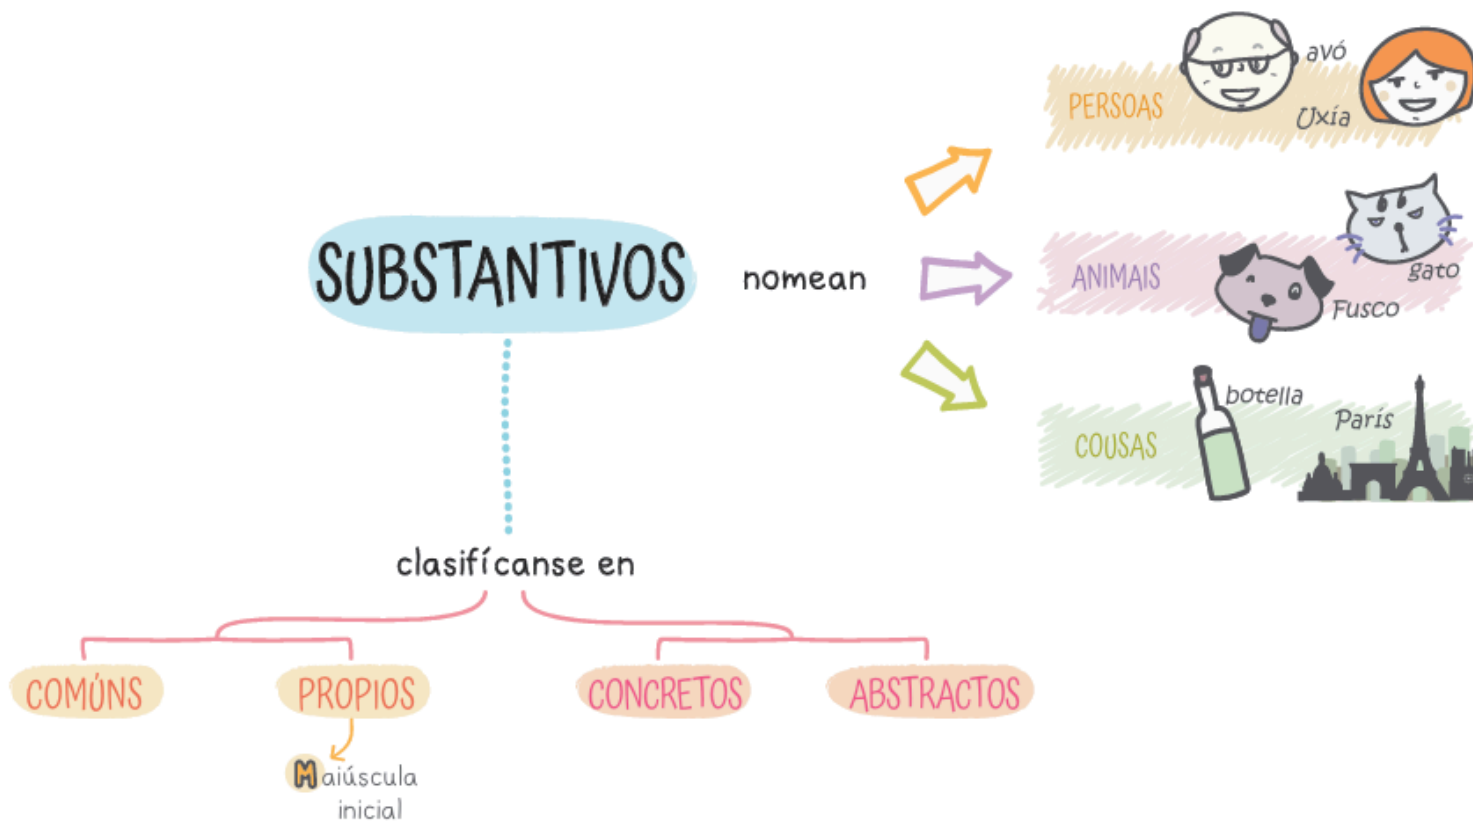 SUBSTANTIVOS
nomean
PERSOAS
avó
Uxía
ANIMAIS
gato
Fusco
COUSAS
botella
París
clasifícanse en
COMÚNS
PROPIOS
CONCRETOS
ABSTRACTOS
Maiúscula
inicial